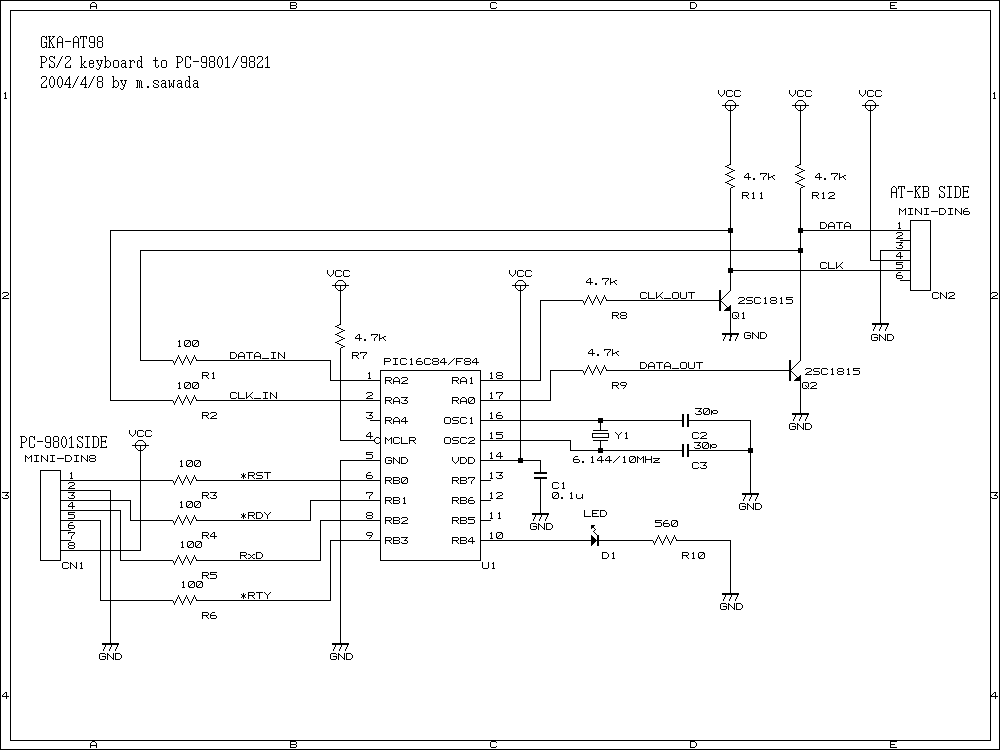 A B C D E
GKA-AT98
PS/2 keyboard to PC-9801/9821
2004/4/8 by m.sawada
1 1
VCC VCC VCC
4.7k 4.7k
R11 R12
AT-KB SIDE
MINI-DIN6
DATA 1
2
3
4
CLK 5
6
CN2
VCC VCC
2 2
4.7k CLK_OUT 2SC1815
R8 Q1
GND GND
4.7k
R7
100 DATA_IN
R1
PIC16C84/F84
4.7k DATA_OUT 2SC1815
R9 Q2
1 RA2 RA1 18
100 CLK_IN
R2
2 RA3 RA0 17
GND
3 RA4 OSC1 16
30p
C2
Y1
4 MCLR OSC2 15
30p
C3
6.144/10MHz
PC-9801SIDE
MINI-DIN8
VCC
5 GND VDD 14
1
2
3
4
5
6
7
8
CN1
100 *RST
R3
6 RB0 RB7 13
C1
0.1u
3 3
7 RB1 RB6 12
GND
100 *RDY
R4
8 RB2 RB5 11
GND
LED
D1
560
R10
9 RB3 RB4 10
100 RxD
R5
U1
100 *RTY
R6
GND
GND GND
4 4
A B C D E